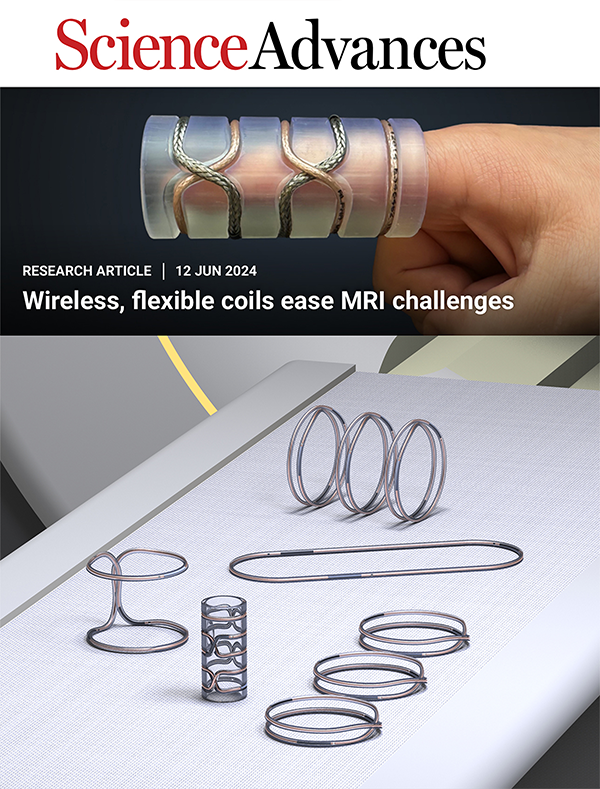 ScienceAdvances
RESEARCH ARTICLE | 12 JUN 2024
Wireless, flexible coils ease MRI challenges